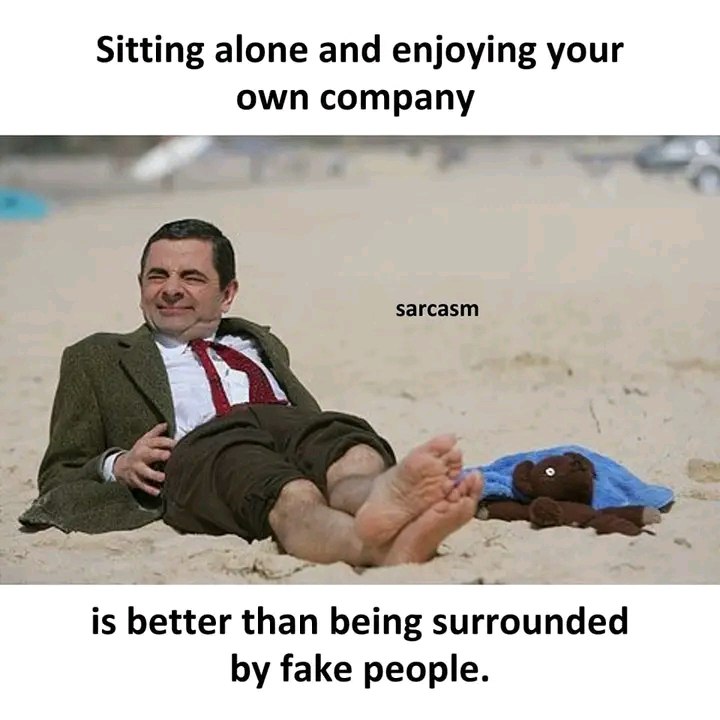 Sitting alone and enjoying your
own company
sarcasm
is better than being surrounded
by fake people.